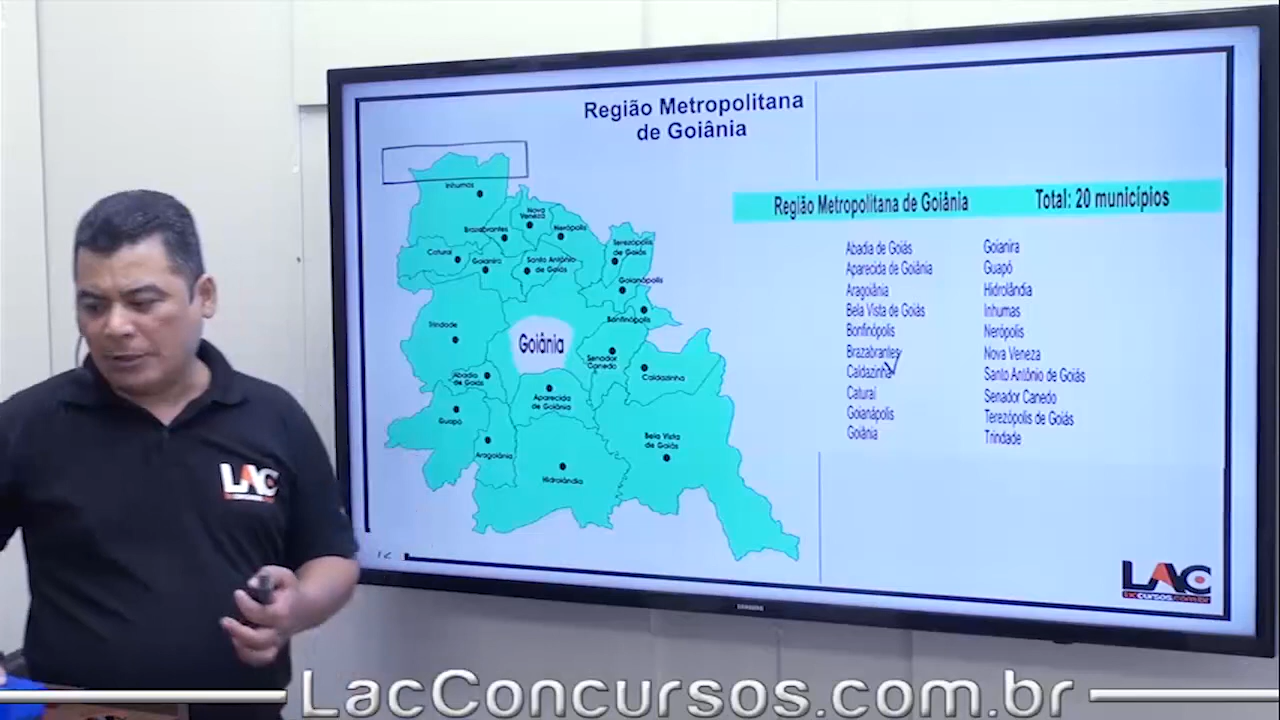 Região Metropolitana
de Goiânia
Inhumas
Nova
Veneza
Brazabrantes
Nerópolis
Terezópolis
de Goiás
Caturaí
Goianira
Santo Antônio
de Goiás
Goianápolis
Bonfinópolis
Trindade
Goiânia
Senador
Canedo
Caldazinha
Abadia
de Goiás
Aparecida
de Goiânia
Guapó
Bela Vista
de Goiás
Aragoiânia
Hidrolândia
Região Metropolitana de Goiânia Total: 20 municípios
Abadia de Goiás Goianira
Aparecida de Goiânia Guapó
Aragoiânia Hidrolândia
Bela Vista de Goiás Inhumas
Bonfinópolis Nerópolis
Brazabrantes Nova Veneza
Caldazinha Santo Antônio de Goiás
Caturaí Senador Canedo
Goianápolis Terezópolis de Goiás
Goiânia Trindade
LAC
LAC
CONCURSOS.com.br
SAMSUNG
LacConcursos.com.br